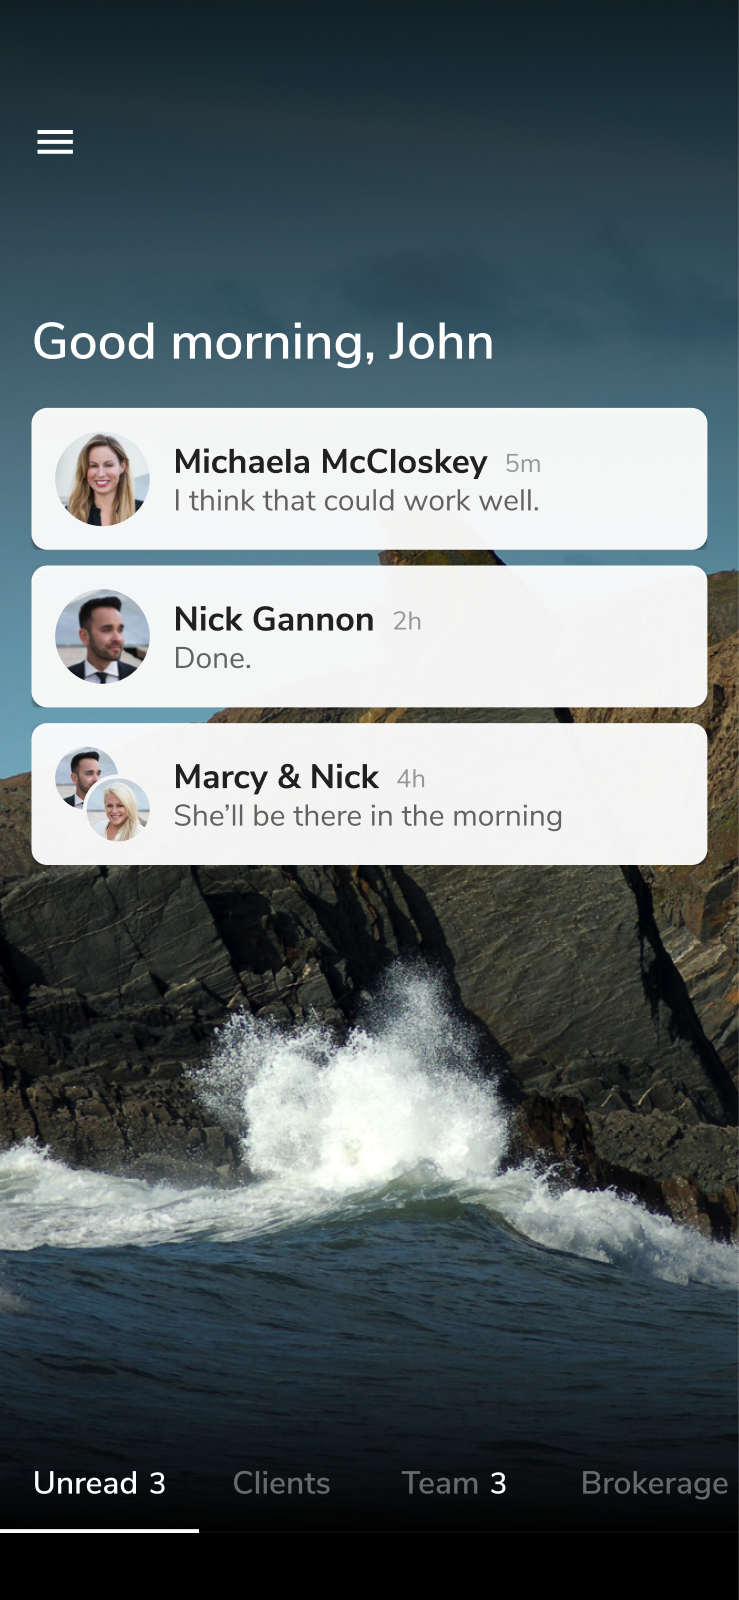 Good morning, John
Michaela McCloskey 5m
I think that could work well.
Nick Gannon 2h
Done.
Marcy & Nick 4h
She’ll be there in the morning
Unread 3 Clients Team 3 Brokerage